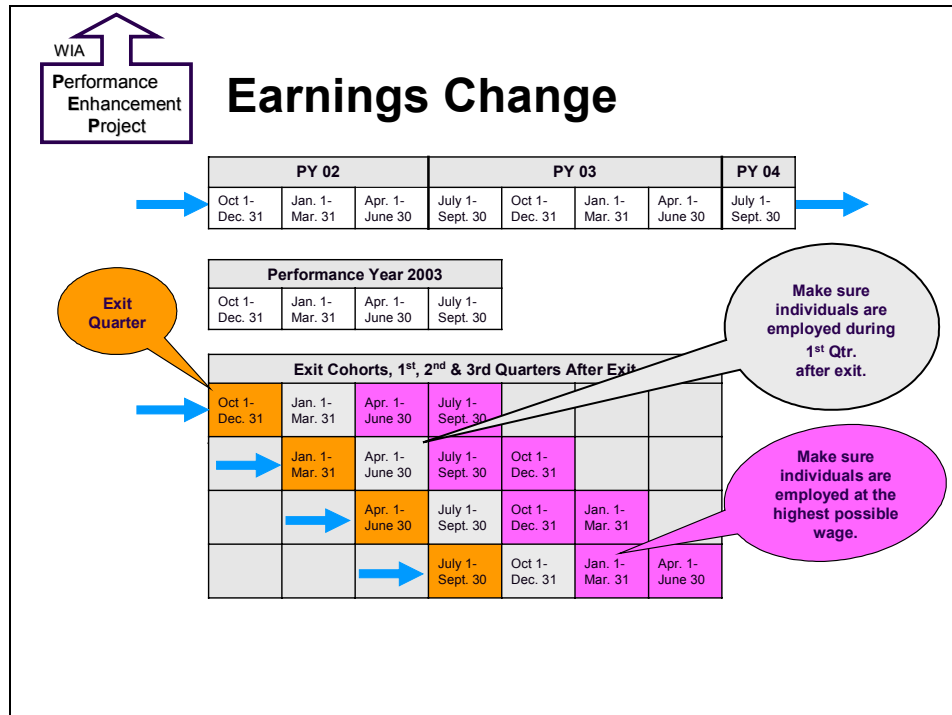 WIA
Performance
Enhancement
Project
Earnings Change
PY 02 PY 03 PY 04
Oct 1- Jan. 1- Apr. 1- July 1- Oct 1- Jan. 1- Apr. 1- July 1-
Dec. 31 Mar. 31 June 30 Sept. 30 Dec. 31 Mar. 31 June 30 Sept. 30
Performance Year 2003
Oct 1- Jan. 1- Apr. 1- July 1-
Dec. 31 Mar. 31 June 30 Sept. 30
Exit
Quarter
Make sure
individuals are
employed during
1st Qtr.
after exit.
Exit Cohorts, 1st, 2nd & 3rd Quarters After Exit
Oct 1- Jan. 1- Apr. 1- July 1-
Dec. 31 Mar. 31 June 30 Sept. 30
Jan. 1- Apr. 1- July 1- Oct 1-
Mar. 31 June 30 Sept. 30 Dec. 31
Apr. 1- July 1- Oct 1- Jan. 1-
June 30 Sept. 30 Dec. 31 Mar. 31
July 1- Oct 1- Jan. 1- Apr. 1-
Sept. 30 Dec. 31 Mar. 31 June 30
Make sure
individuals are
employed at the
highest possible
wage.